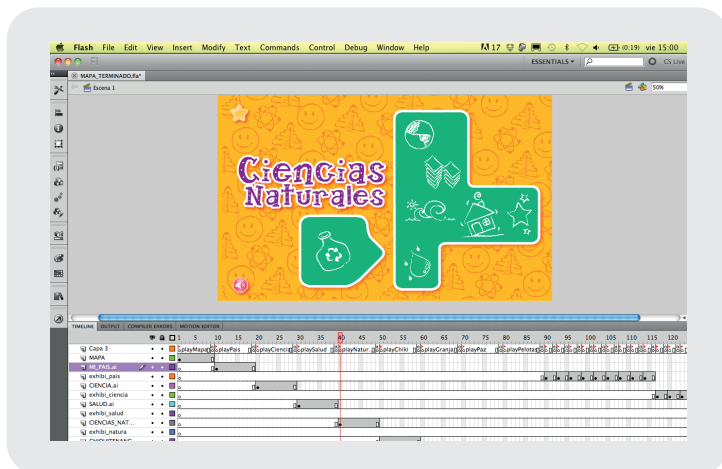 Flash File Edit View Insert Modify Text Commands Control Debug Window Help 17 (0:19) vie 15:00
Fl ESSENTIALS CS Live
MAPA_TERMINADO.fla*
Escena 1 50%
Ciencias
Naturales
TIMELINE OUTPUT COMPILER ERRORS MOTION EDITOR
1 5 10 15 20 25 30 35 40 45 50 55 60 65 70 75 80 85 90 95 100 105 110 115 120
Capa 3 playMapa playPais playCiencia playSalud playNatur. playChiki playGranja playPaz playPelota
MAPA
MI_PAIS.ai
exhibi_pais
CIENCIA.ai
exhibi_ciencia
SALUD.ai
exhibi_salud
CIENCIAS_NAT...
exhibi_natura